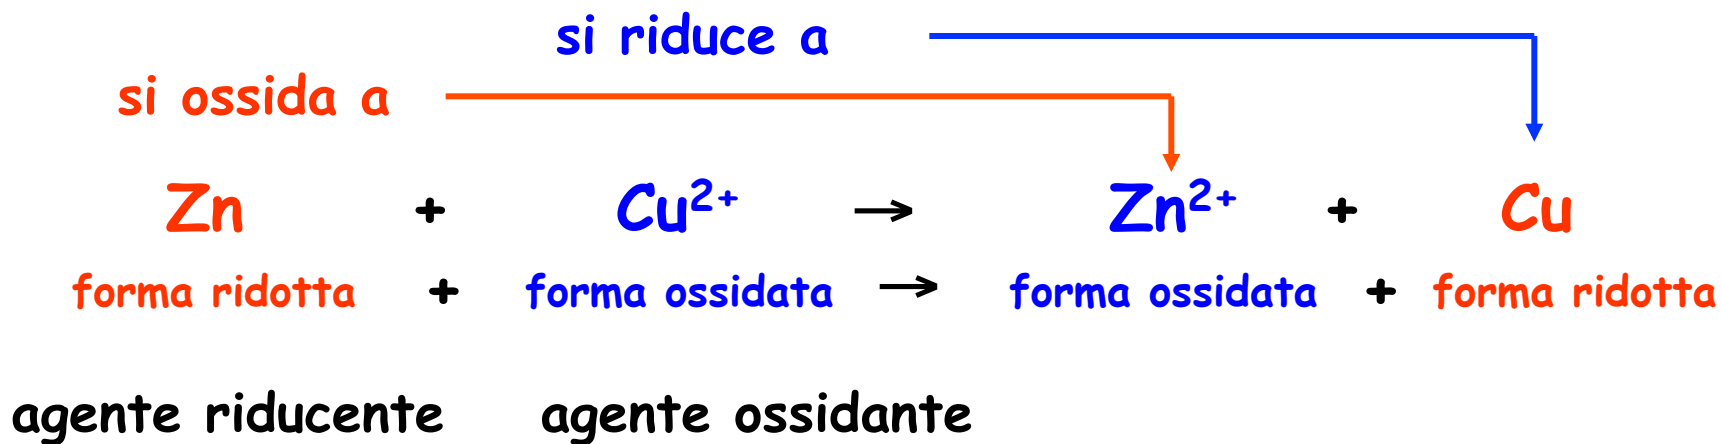 si riduce a
si ossida a
Zn + Cu²⁺ → Zn²⁺ + Cu
forma ridotta + forma ossidata → forma ossidata + forma ridotta
agente riducente agente ossidante